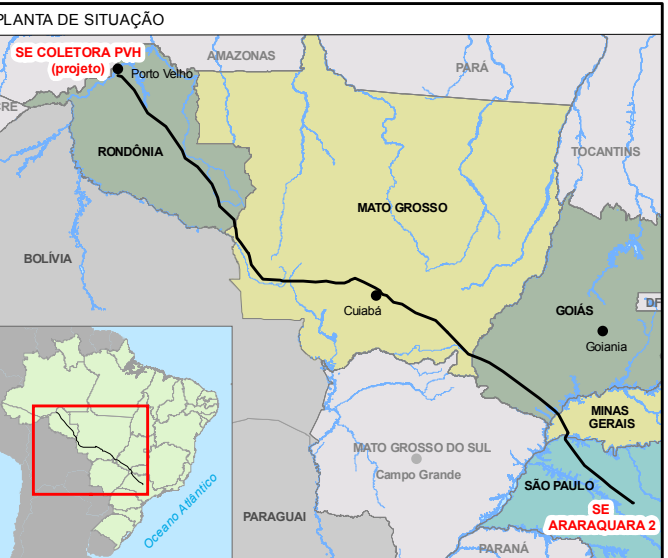 PLANTA DE SITUAÇÃO
SE COLETORA PVH
(projeto)
Porto Velho
AMAZONAS
PARÁ
CRE
TOCANTINS
RONDÔNIA
MATO GROSSO
BOLÍVIA
Cuiabá
GOIÁS
DF
Goiania
MINAS
GERAIS
MATO GROSSO DO SUL
Campo Grande
SÃO PAULO
SE
ARARAQUARA 2
PARAGUAI
PARANÁ
Oceano Atlântico